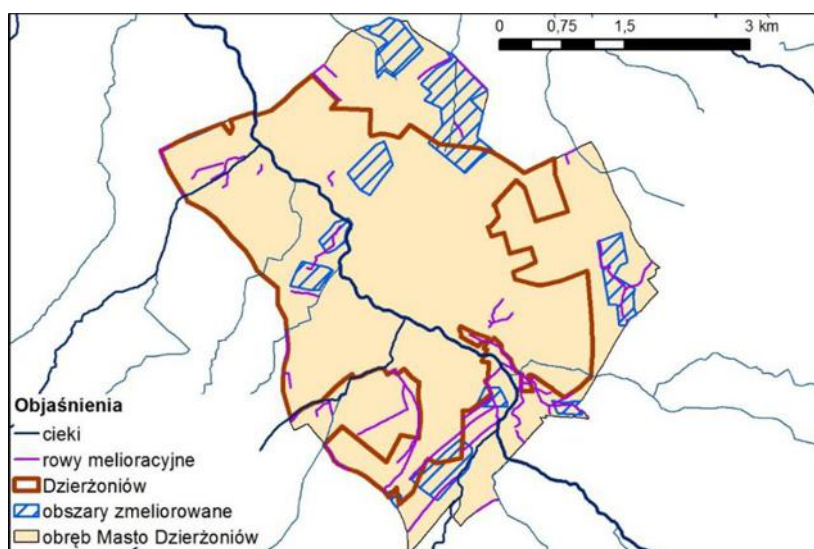 0 0,75 1,5 3 km
Objaśnienia
cieki
rowy melioracyjne
Dzierżoniów
obszary zmeliorowane
obręb Masto Dzierżoniów